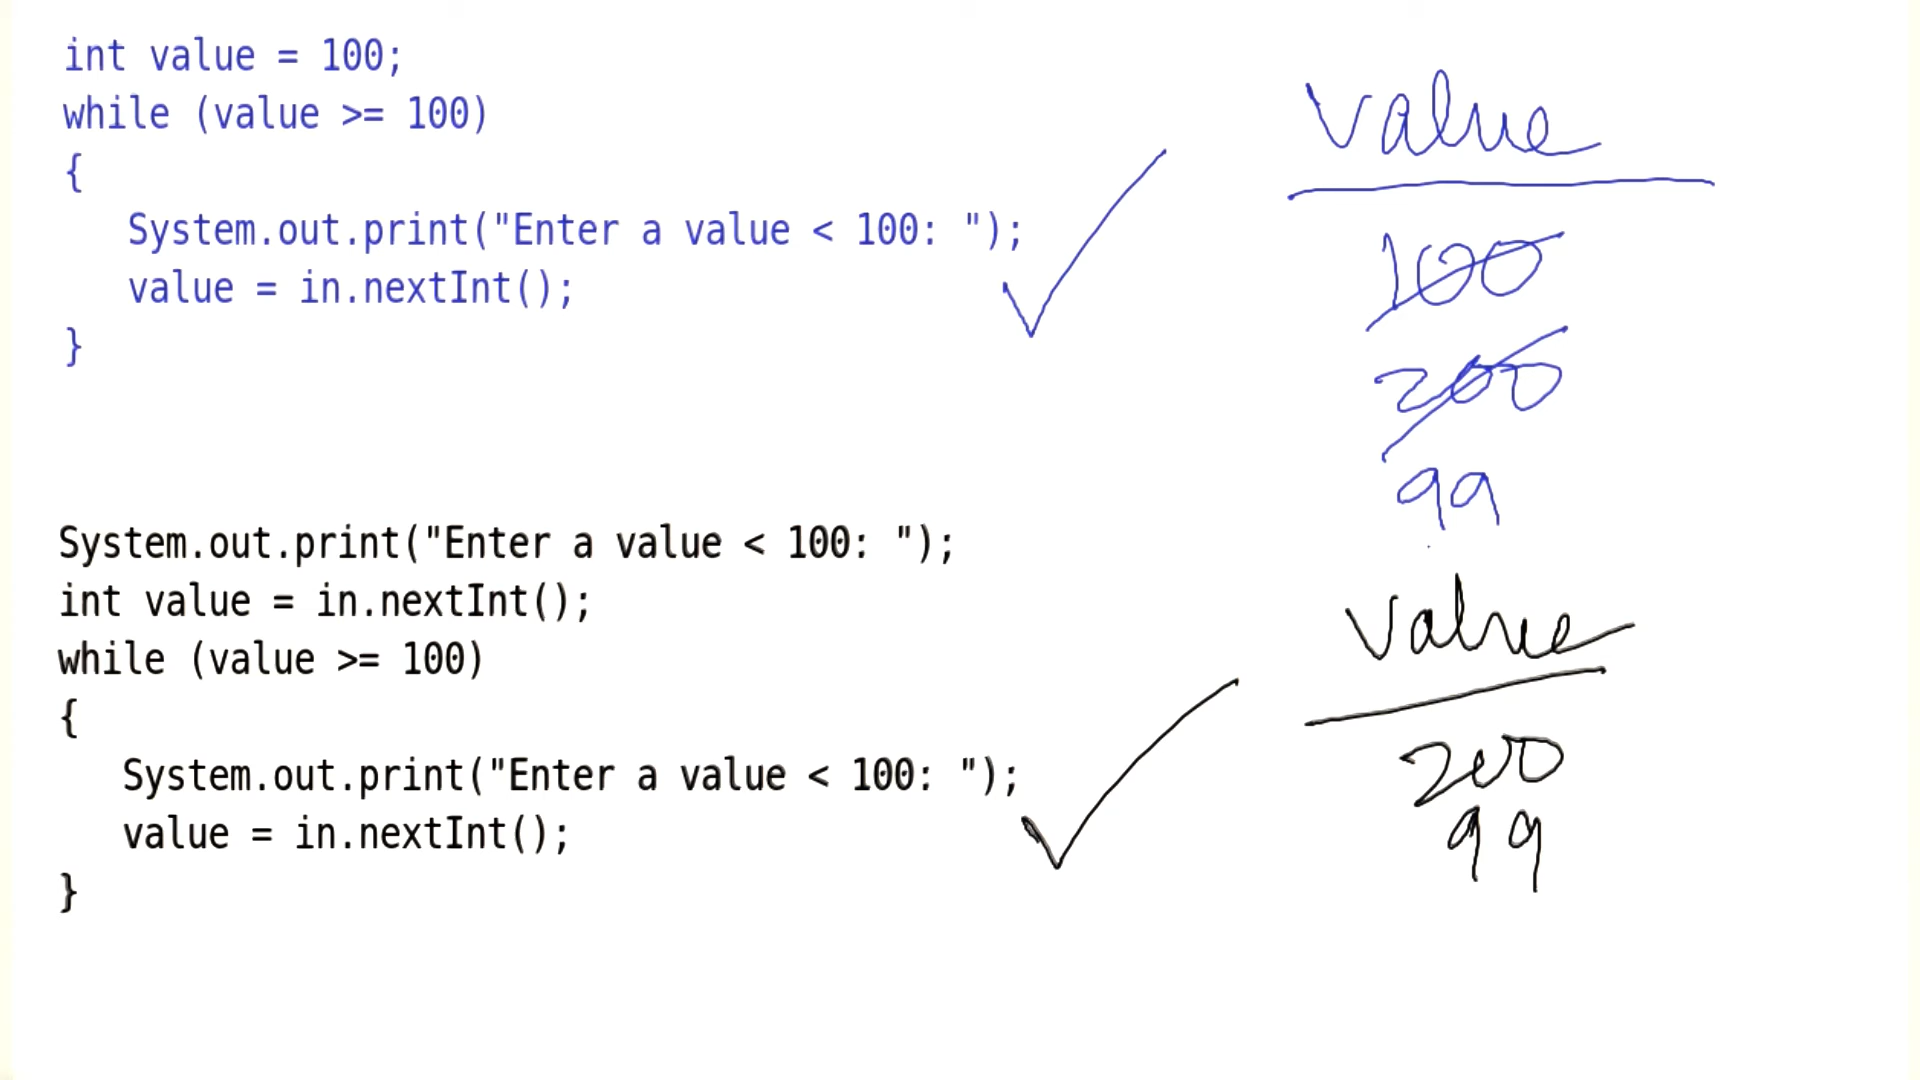 int value = 100;
while (value >= 100)
{
System.out.print("Enter a value < 100: ");
value = in.nextInt();
}
value
100
200
99
System.out.print("Enter a value < 100: ");
int value = in.nextInt();
while (value >= 100)
{
System.out.print("Enter a value < 100: ");
value = in.nextInt();
}
value
200
99